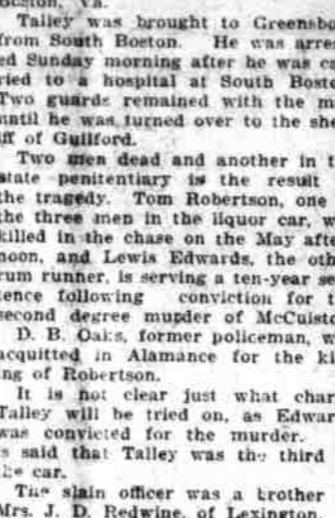 Boston, Va.
Talley was brought to Greensbo
from South Boston. He was arres
ed Sunday morning after he was ca
ried to a hospital at South Bosto
Two guards remained with the m
until he was turned over to the she
iff of Guilford.
Two men dead and another in t
state penitentiary is the result
the tragedy. Tom Robertson, one
the three men in the liquor car, w
killed in the chase on the May afte
noon, and Lewis Edwards, the oth
rum runner, is serving a ten-year se
tence following conviction for
second degree murder of McCuisto
D. B. Oaks, former policeman, w
acquitted in Alamance for the ki
ing of Robertson.
It is not clear just what char
Talley will be tried on, as Edwar
was convicted for the murder.
s said that Talley was the third
the car.
The slain officer was a brother
Mrs. J. D. Redwine, of Lexington.